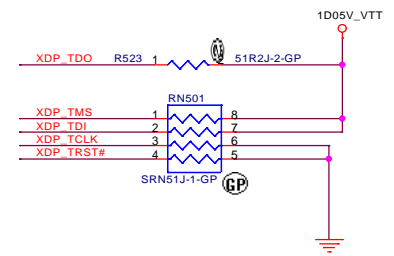 1D05V_VTT
XDP_TDO R523 1 2 51R2J-2-GP
RN501
XDP_TMS 1 8
XDP_TDI 2 7
XDP_TCLK 3 6
XDP_TRST# 4 5
SRN51J-1-GP GP